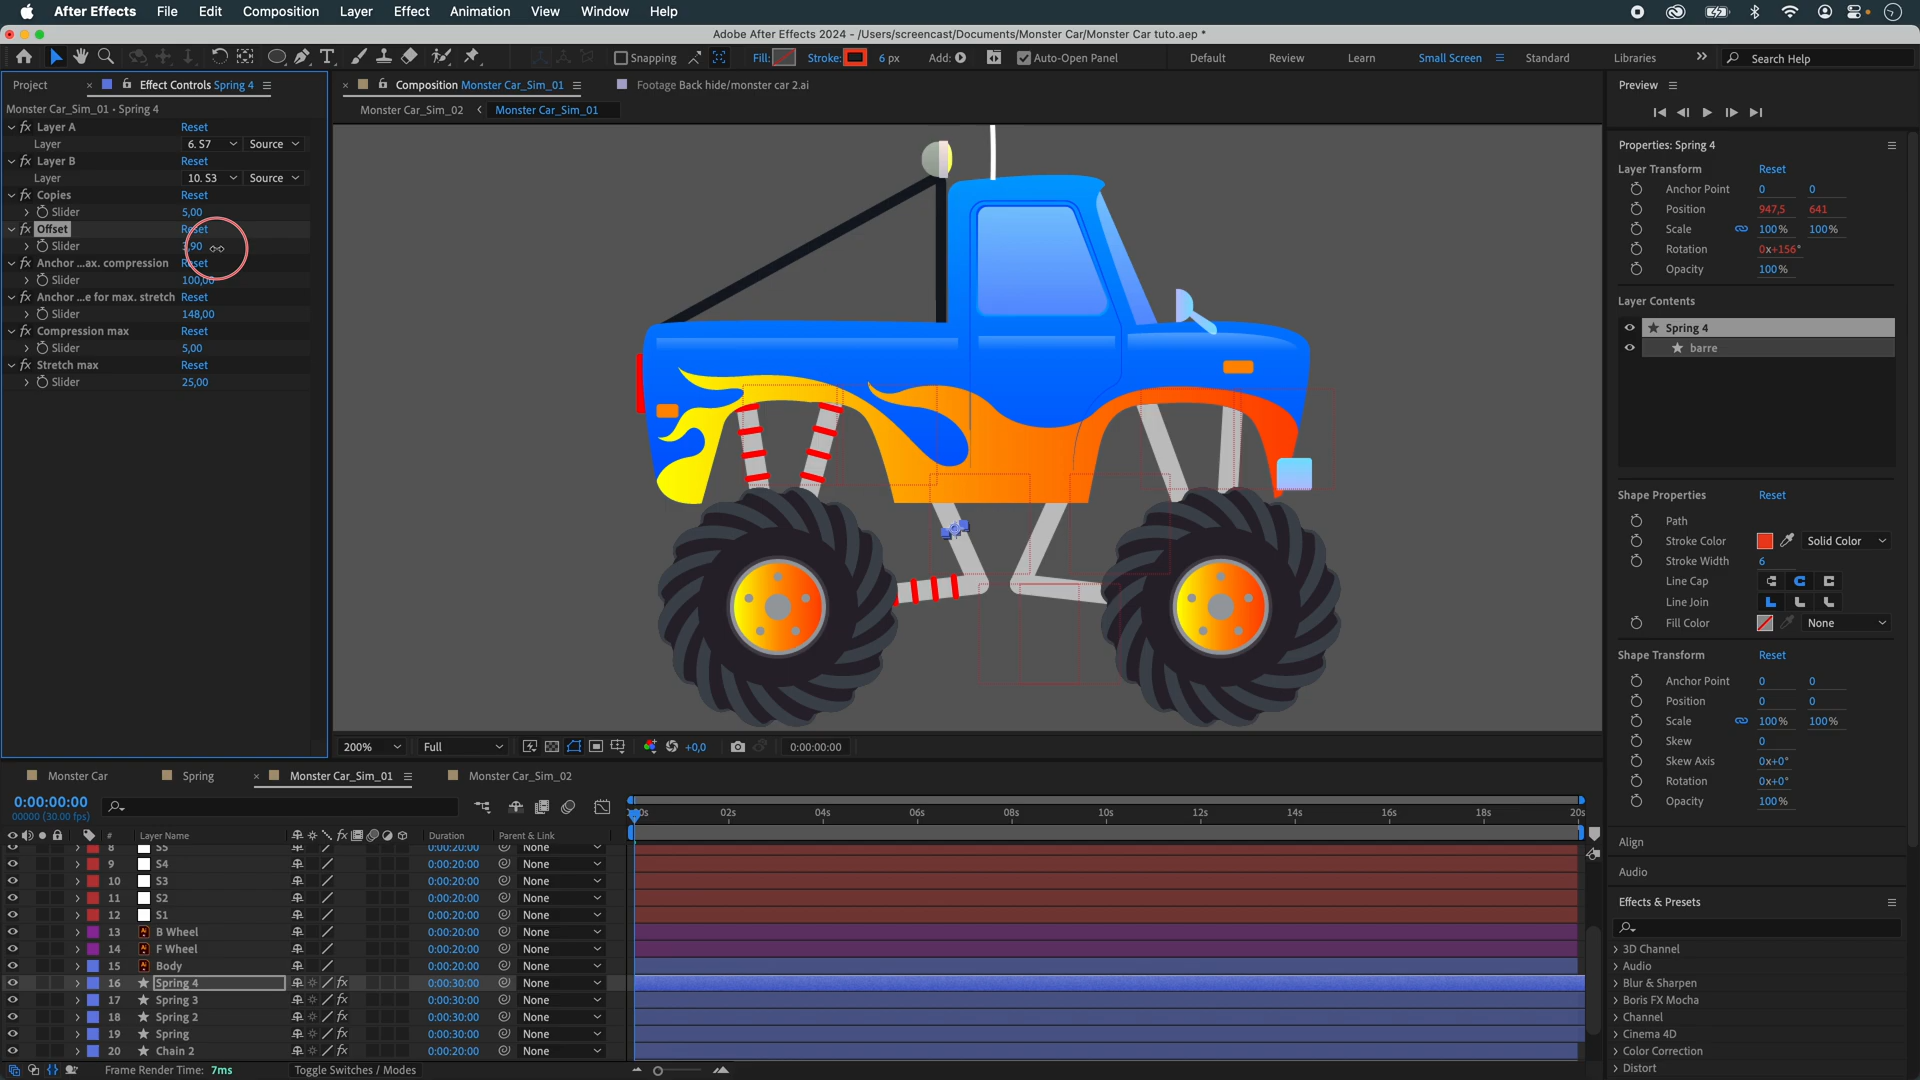 After Effects File Edit Composition Layer Effect Animation View Window Help
Adobe After Effects 2024 - /Users/screencast/Documents/Monster Car/Monster Car tuto.aep *
Snapping Fill: Stroke: 6 px Add: Auto-Open Panel Default Review Learn Small Screen Standard Libraries Search Help
Project Effect Controls Spring 4
Monster Car_Sim_01 • Spring 4
Layer A Reset
Layer 6. S7 Source
Layer B Reset
Layer 10. S3 Source
Copies Reset
Slider 5,00
Offset Reset
Slider 3,90
Anchor ...ax. compression Reset
Slider 100,00
Anchor ...e for max. stretch Reset
Slider 148,00
Compression max Reset
Slider 5,00
Stretch max Reset
Slider 25,00
Composition Monster Car_Sim_01 Footage Back hide/monster car 2.ai
Monster Car_Sim_02 Monster Car_Sim_01
200% Full +0,0 0:00:00:00
Preview
Properties: Spring 4
Layer Transform Reset
Anchor Point 0 0
Position 947,5 641
Scale 100% 100%
Rotation 0x+156°
Opacity 100%
Layer Contents
Spring 4
barre
Shape Properties Reset
Path
Stroke Color Solid Color
Stroke Width 6
Line Cap
Line Join
Fill Color None
Shape Transform Reset
Anchor Point 0 0
Position 0 0
Scale 100% 100%
Skew 0
Skew Axis 0x+0°
Rotation 0x+0°
Opacity 100%
Align
Audio
Effects & Presets
3D Channel
Audio
Blur & Sharpen
Boris FX Mocha
Channel
Cinema 4D
Color Correction
Distort
Monster Car Spring Monster Car_Sim_01 Monster Car_Sim_02
0:00:00:00
00000 (30.00 fps)
02s 04s 06s 08s 10s 12s 14s 16s 18s 20s
# Layer Name fx Duration Parent & Link
8 S5 0:00:20:00 None
9 S4 0:00:20:00 None
10 S3 0:00:20:00 None
11 S2 0:00:20:00 None
12 S1 0:00:20:00 None
13 B Wheel 0:00:20:00 None
14 F Wheel 0:00:20:00 None
15 Body 0:00:20:00 None
16 Spring 4 fx 0:00:30:00 None
17 Spring 3 fx 0:00:30:00 None
18 Spring 2 fx 0:00:30:00 None
19 Spring fx 0:00:30:00 None
20 Chain 2 fx 0:00:20:00 None
Frame Render Time: 7ms Toggle Switches / Modes